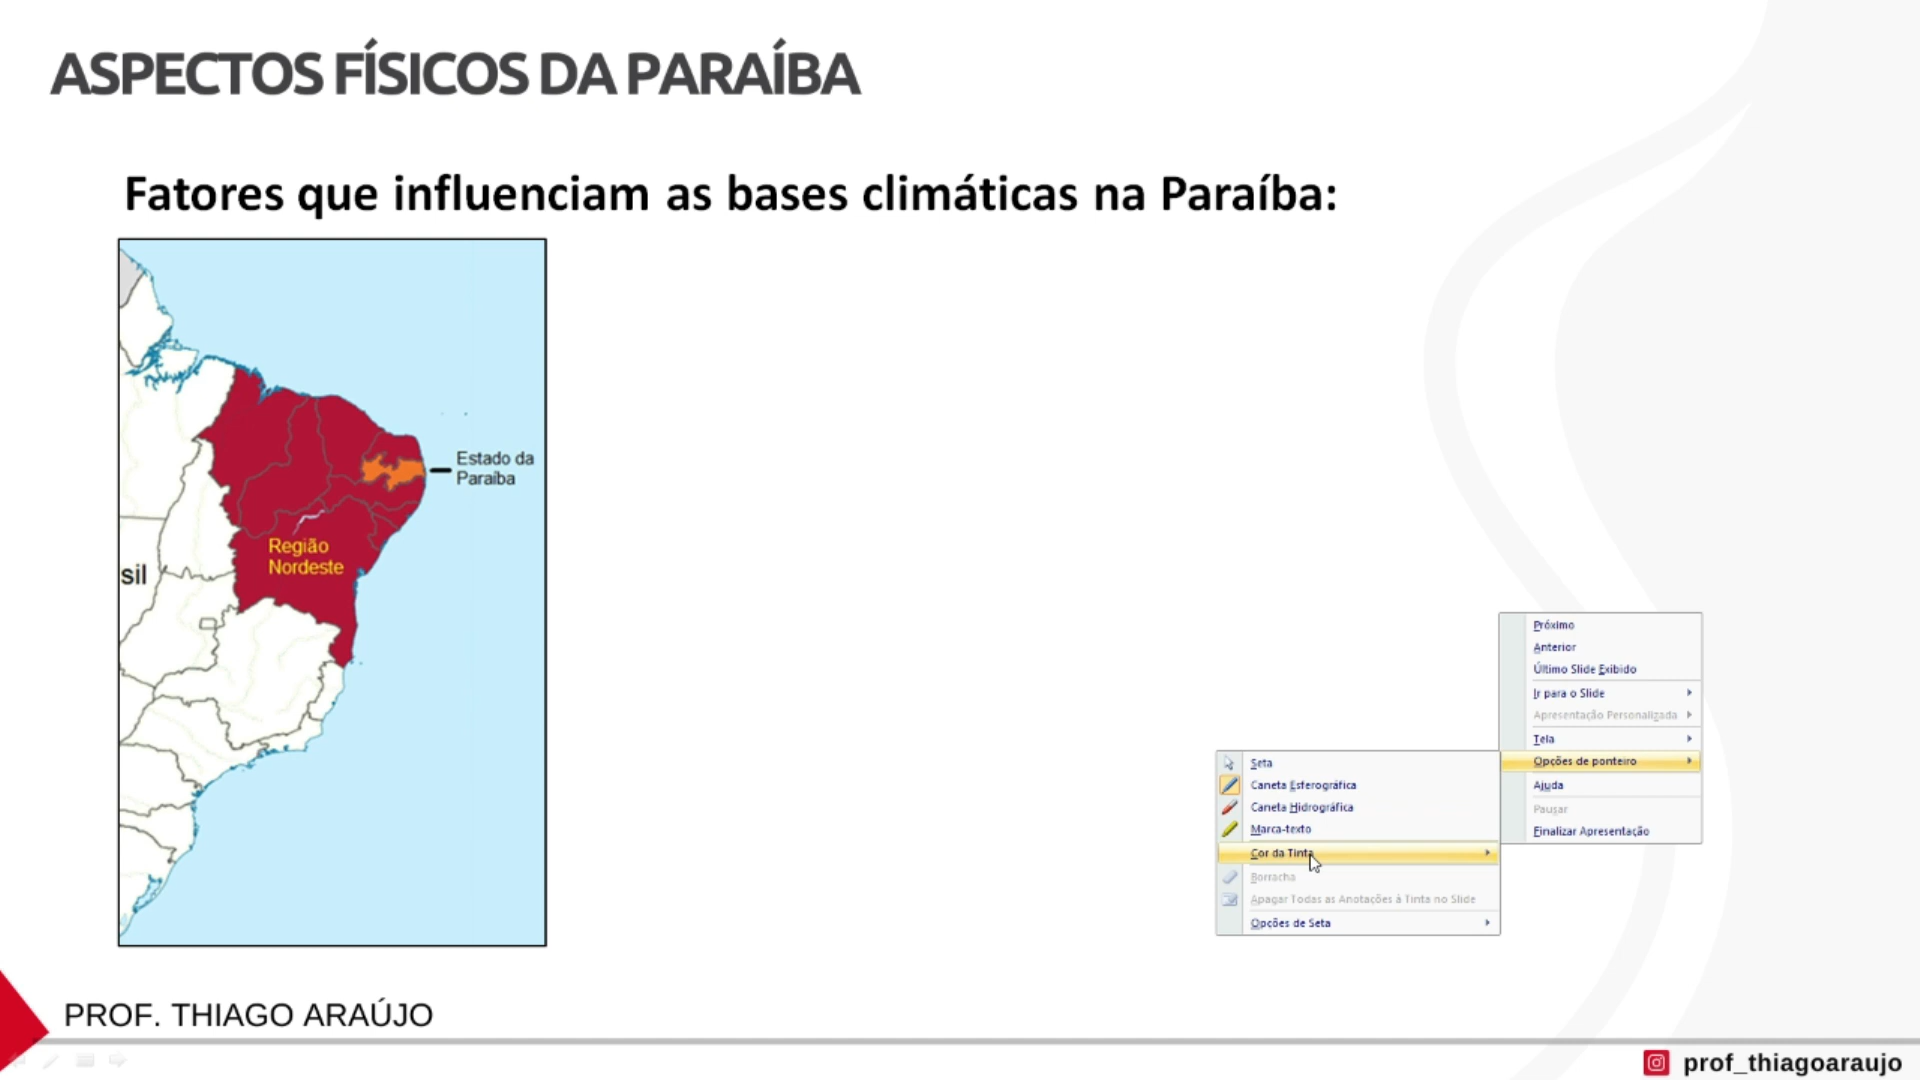 ASPECTOS FÍSICOS DA PARAÍBA
Fatores que influenciam as bases climáticas na Paraíba:
Estado da
Paraíba
Região
Nordeste
sil
Próximo
Anterior
Último Slide Exibido
Ir para o Slide
Apresentação Personalizada
Tela
Opções de ponteiro
Ajuda
Pausar
Finalizar Apresentação
Seta
Caneta Esferográfica
Caneta Hidrográfica
Marca-texto
Cor da Tinta
Borracha
Apagar Todas as Anotações à Tinta no Slide
Opções de Seta
PROF. THIAGO ARAÚJO
prof_thiagoaraujo